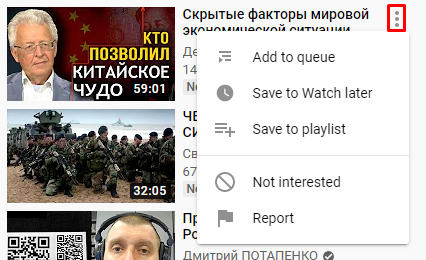 КТО
ПОЗВОЛИЛ
КИТАЙСКОЕ
ЧУДО
59:01
Скрытые факторы мировой
экономической ситуации
Add to queue
Save to Watch later
Save to playlist
Not interested
Report
32:05
Дмитрий ПОТАПЕНКО